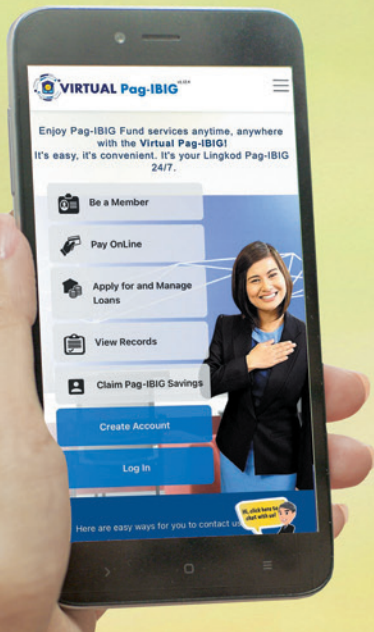 VIRTUAL Pag-IBIG
Enjoy Pag-IBIG Fund services anytime, anywhere
with the Virtual Pag-IBIG!
It's easy, it's convenient. It's your Lingkod Pag-IBIG
24/7.
Be a Member
Pay OnLine
Apply for and Manage
Loans
View Records
Claim Pag-IBIG Savings
Create Account
Log In
Hi, click here to
chat with us!
Here are easy ways for you to contact us